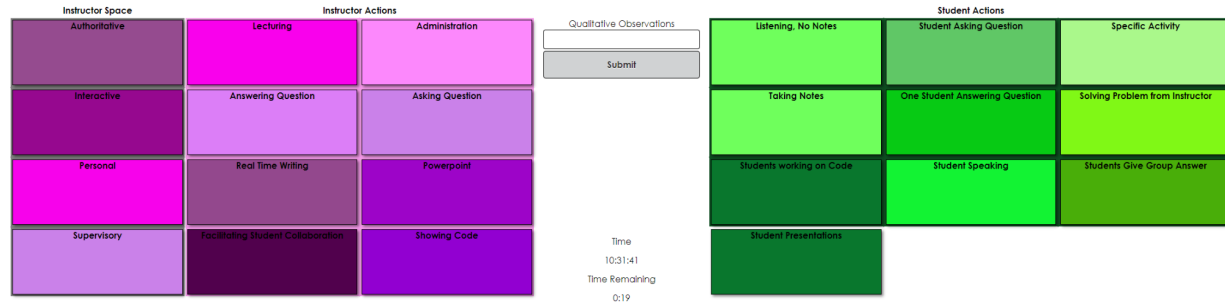 Instructor Space
Instructor Actions
Student Actions
Authoritative
Lecturing
Administration
Qualitative Observations
Listening, No Notes
Student Asking Question
Specific Activity
Submit
Interactive
Answering Question
Asking Question
Taking Notes
One Student Answering Question
Solving Problem from Instructor
Personal
Real Time Writing
Powerpoint
Students working on Code
Student Speaking
Students Give Group Answer
Supervisory
Facilitating Student Collaboration
Showing Code
Student Presentations
Time
10:31:41
Time Remaining
0:19